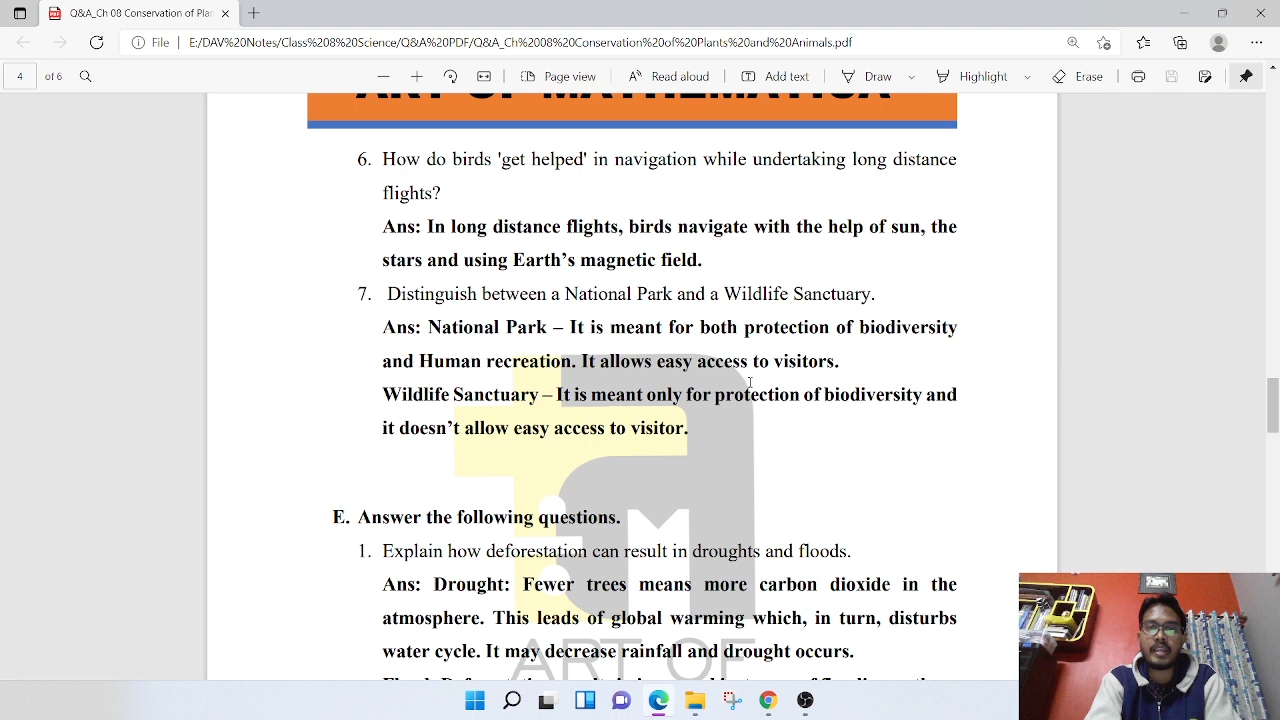 Q&A_Ch 08 Conservation of Plan
File
E:/DAV%20Notes/Class%208%20Science/Q&A%20PDF/Q&A_Ch%2008%20Conservation%20of%20Plants%20and%20Animals.pdf
4 of 6
Page view
Read aloud
Add text
Draw
Highlight
Erase
ART OF MATHEMATICA
6. How do birds 'get helped' in navigation while undertaking long distance
flights?
Ans: In long distance flights, birds navigate with the help of sun, the
stars and using Earth's magnetic field.
7. Distinguish between a National Park and a Wildlife Sanctuary.
Ans: National Park – It is meant for both protection of biodiversity
and Human recreation. It allows easy access to visitors.
Wildlife Sanctuary – It is meant only for protection of biodiversity and
it doesn't allow easy access to visitor.
E. Answer the following questions.
1. Explain how deforestation can result in droughts and floods.
Ans: Drought: Fewer trees means more carbon dioxide in the
atmosphere. This leads of global warming which, in turn, disturbs
water cycle. It may decrease rainfall and drought occurs.
ART OF